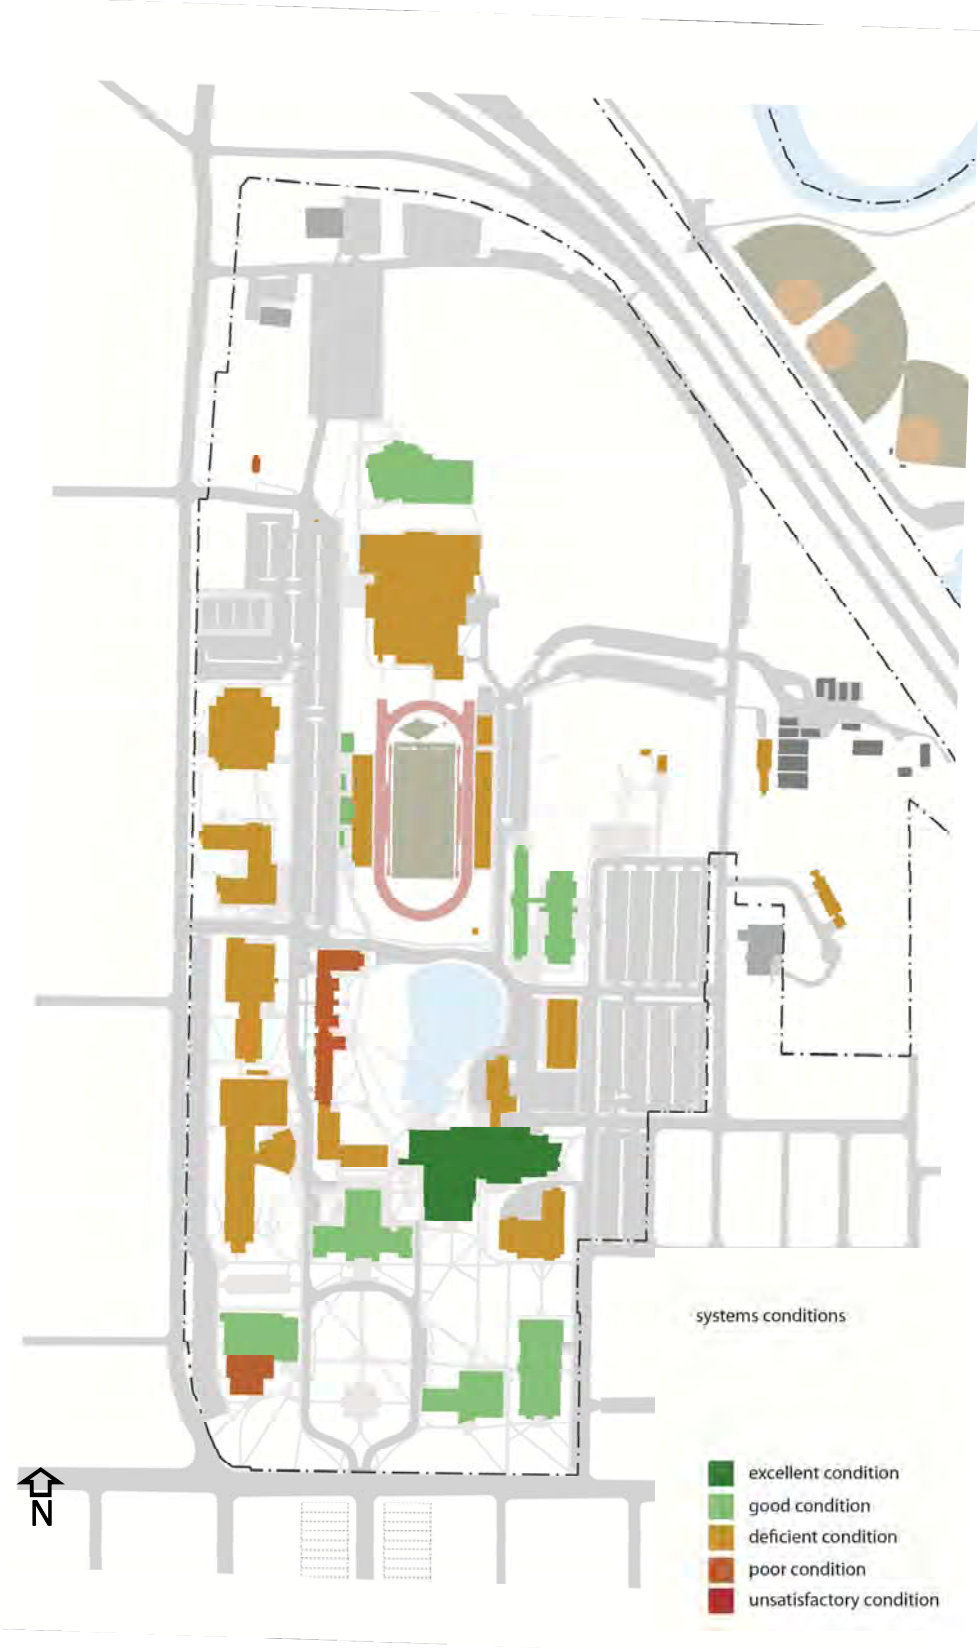 systems conditions
N
excellent condition
good condition
deficient condition
poor condition
unsatisfactory condition